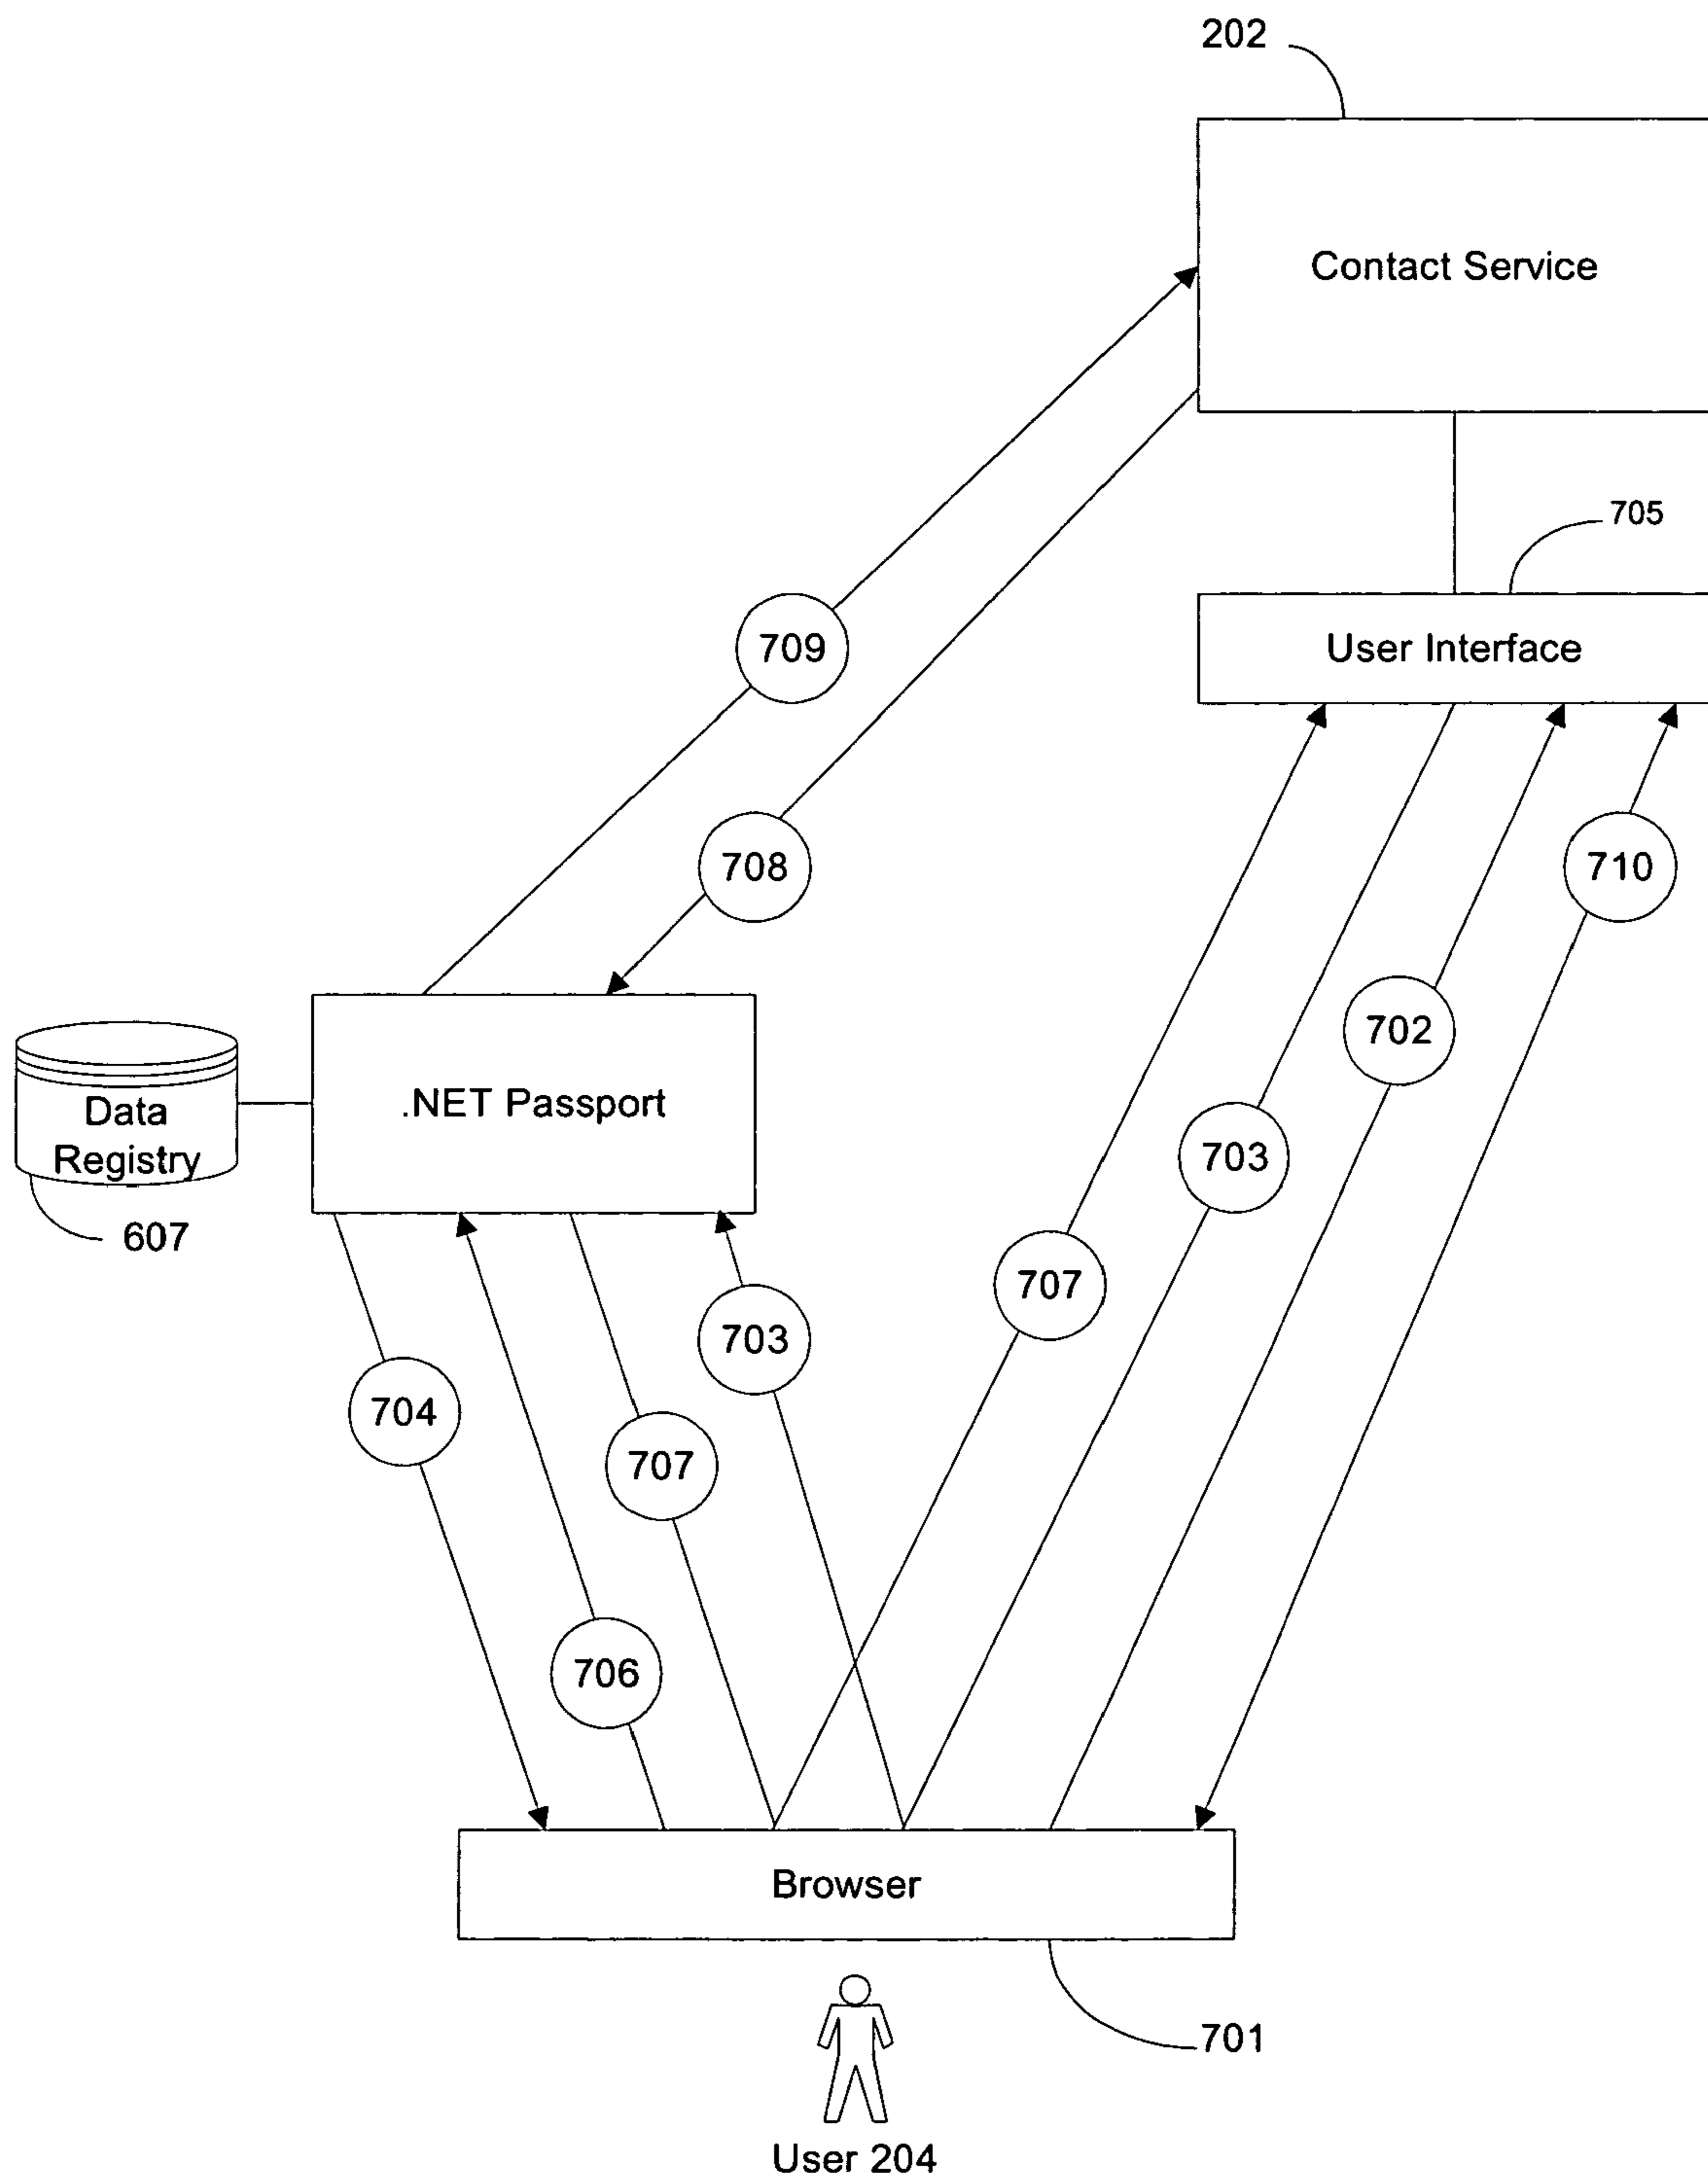 202
Contact Service
705
User Interface
709
708
710
702
.NET Passport
Data
Registry
703
607
707
703
704
707
706
Browser
701
User 204